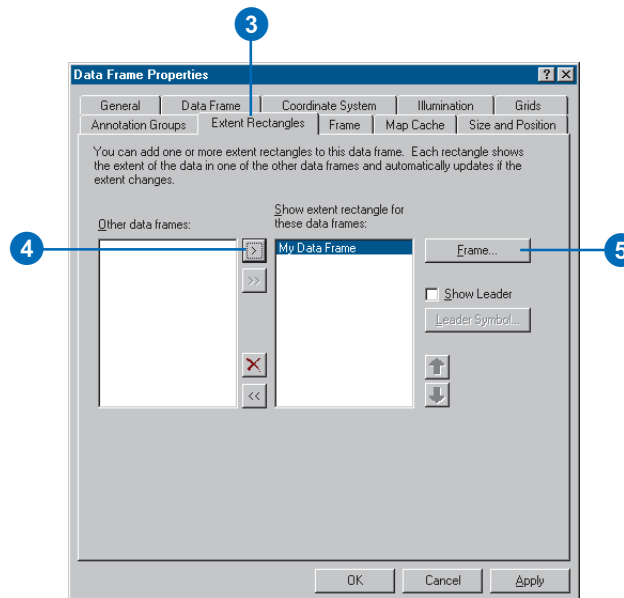 3
Data Frame Properties
? ×
General Data Frame Coordinate System Illumination Grids
Annotation Groups Extent Rectangles Frame Map Cache Size and Position
You can add one or more extent rectangles to this data frame. Each rectangle shows
the extent of the data in one of the other data frames and automatically updates if the
extent changes.
Show extent rectangle for
Other data frames: these data frames:
4 > My Data Frame Frame... 5
>>
Show Leader
Leader Symbol...
<<
OK Cancel Apply